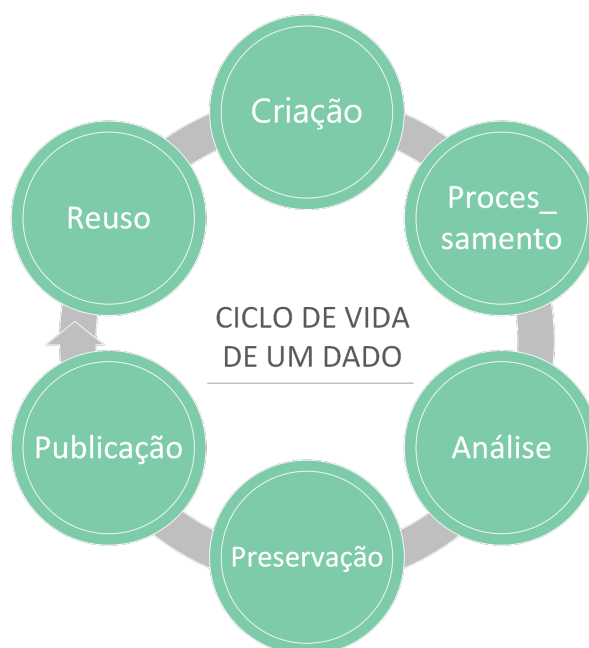 Criação
Proces_
samento
Análise
Preservação
Publicação
Reuso
CICLO DE VIDA
DE UM DADO